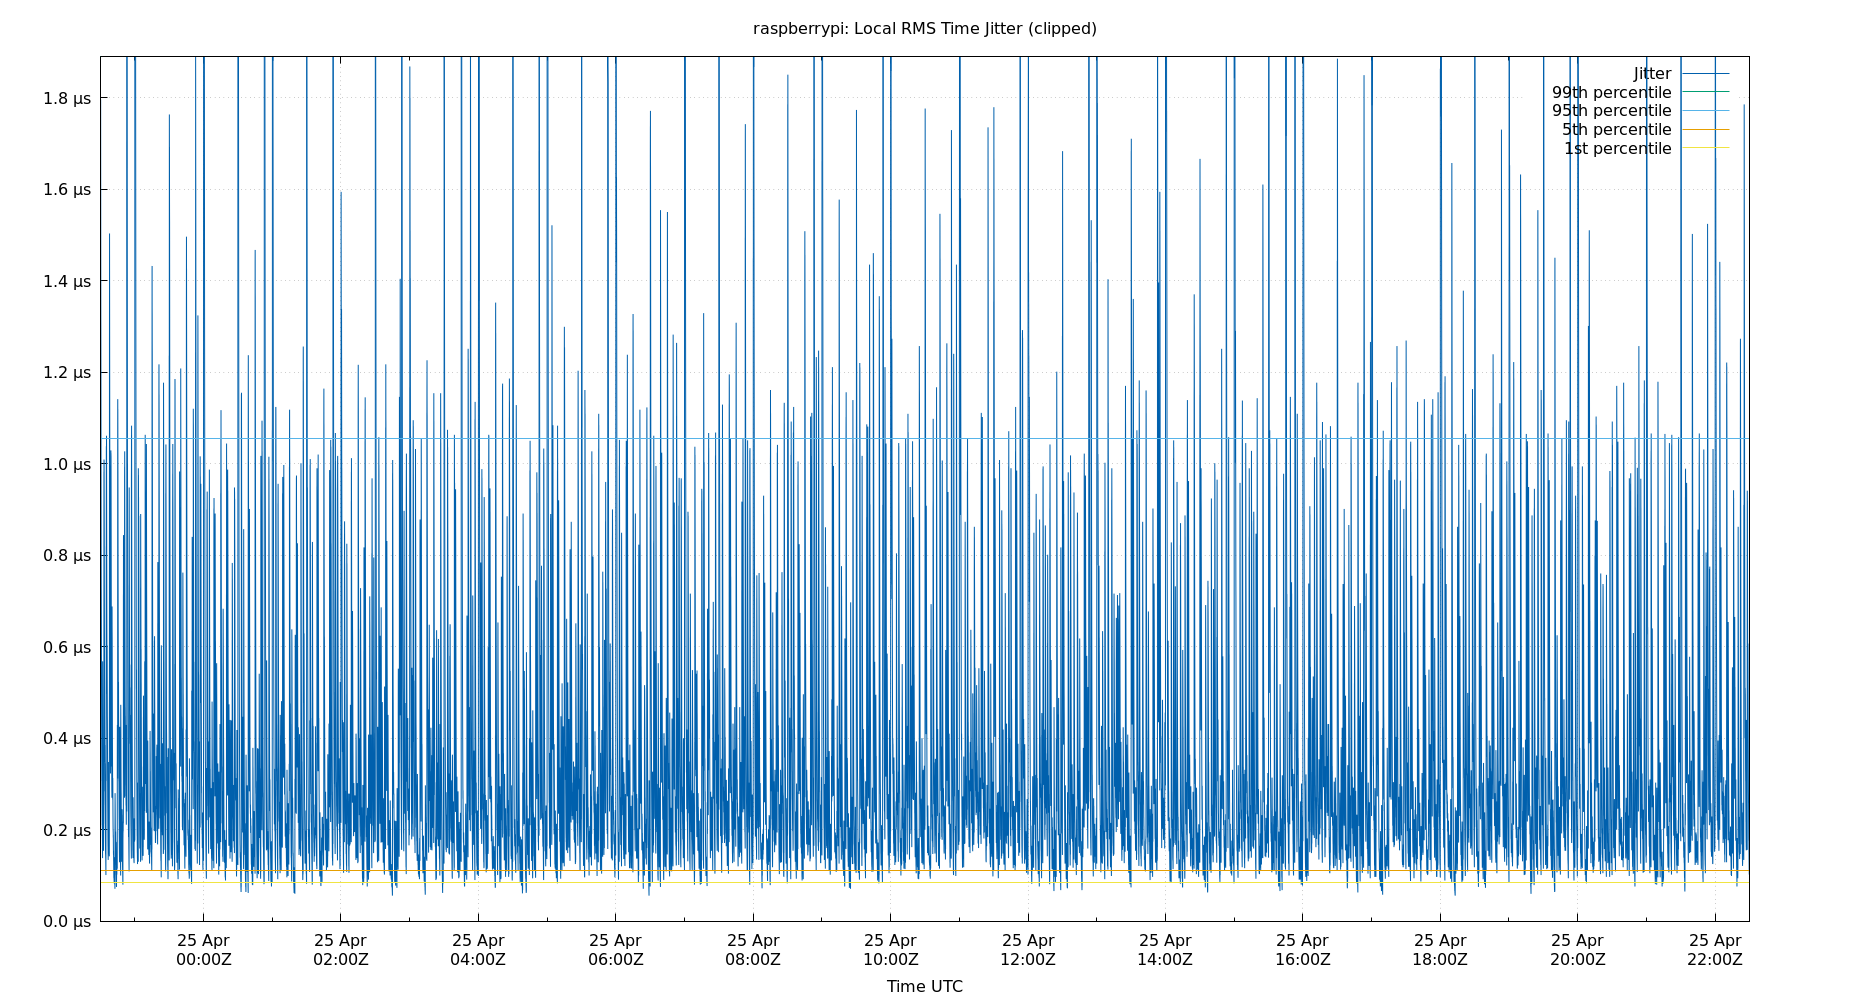 raspberrypi: Local RMS Time Jitter (clipped)
Jitter
99th percentile
95th percentile
5th percentile
1st percentile
1.8 μs
1.6 μs
1.4 μs
1.2 μs
1.0 μs
0.8 μs
0.6 μs
0.4 μs
0.2 μs
0.0 μs
25 Apr 25 Apr 25 Apr 25 Apr 25 Apr 25 Apr 25 Apr 25 Apr 25 Apr 25 Apr 25 Apr 25 Apr
00:00Z 02:00Z 04:00Z 06:00Z 08:00Z 10:00Z 12:00Z 14:00Z 16:00Z 18:00Z 20:00Z 22:00Z
Time UTC